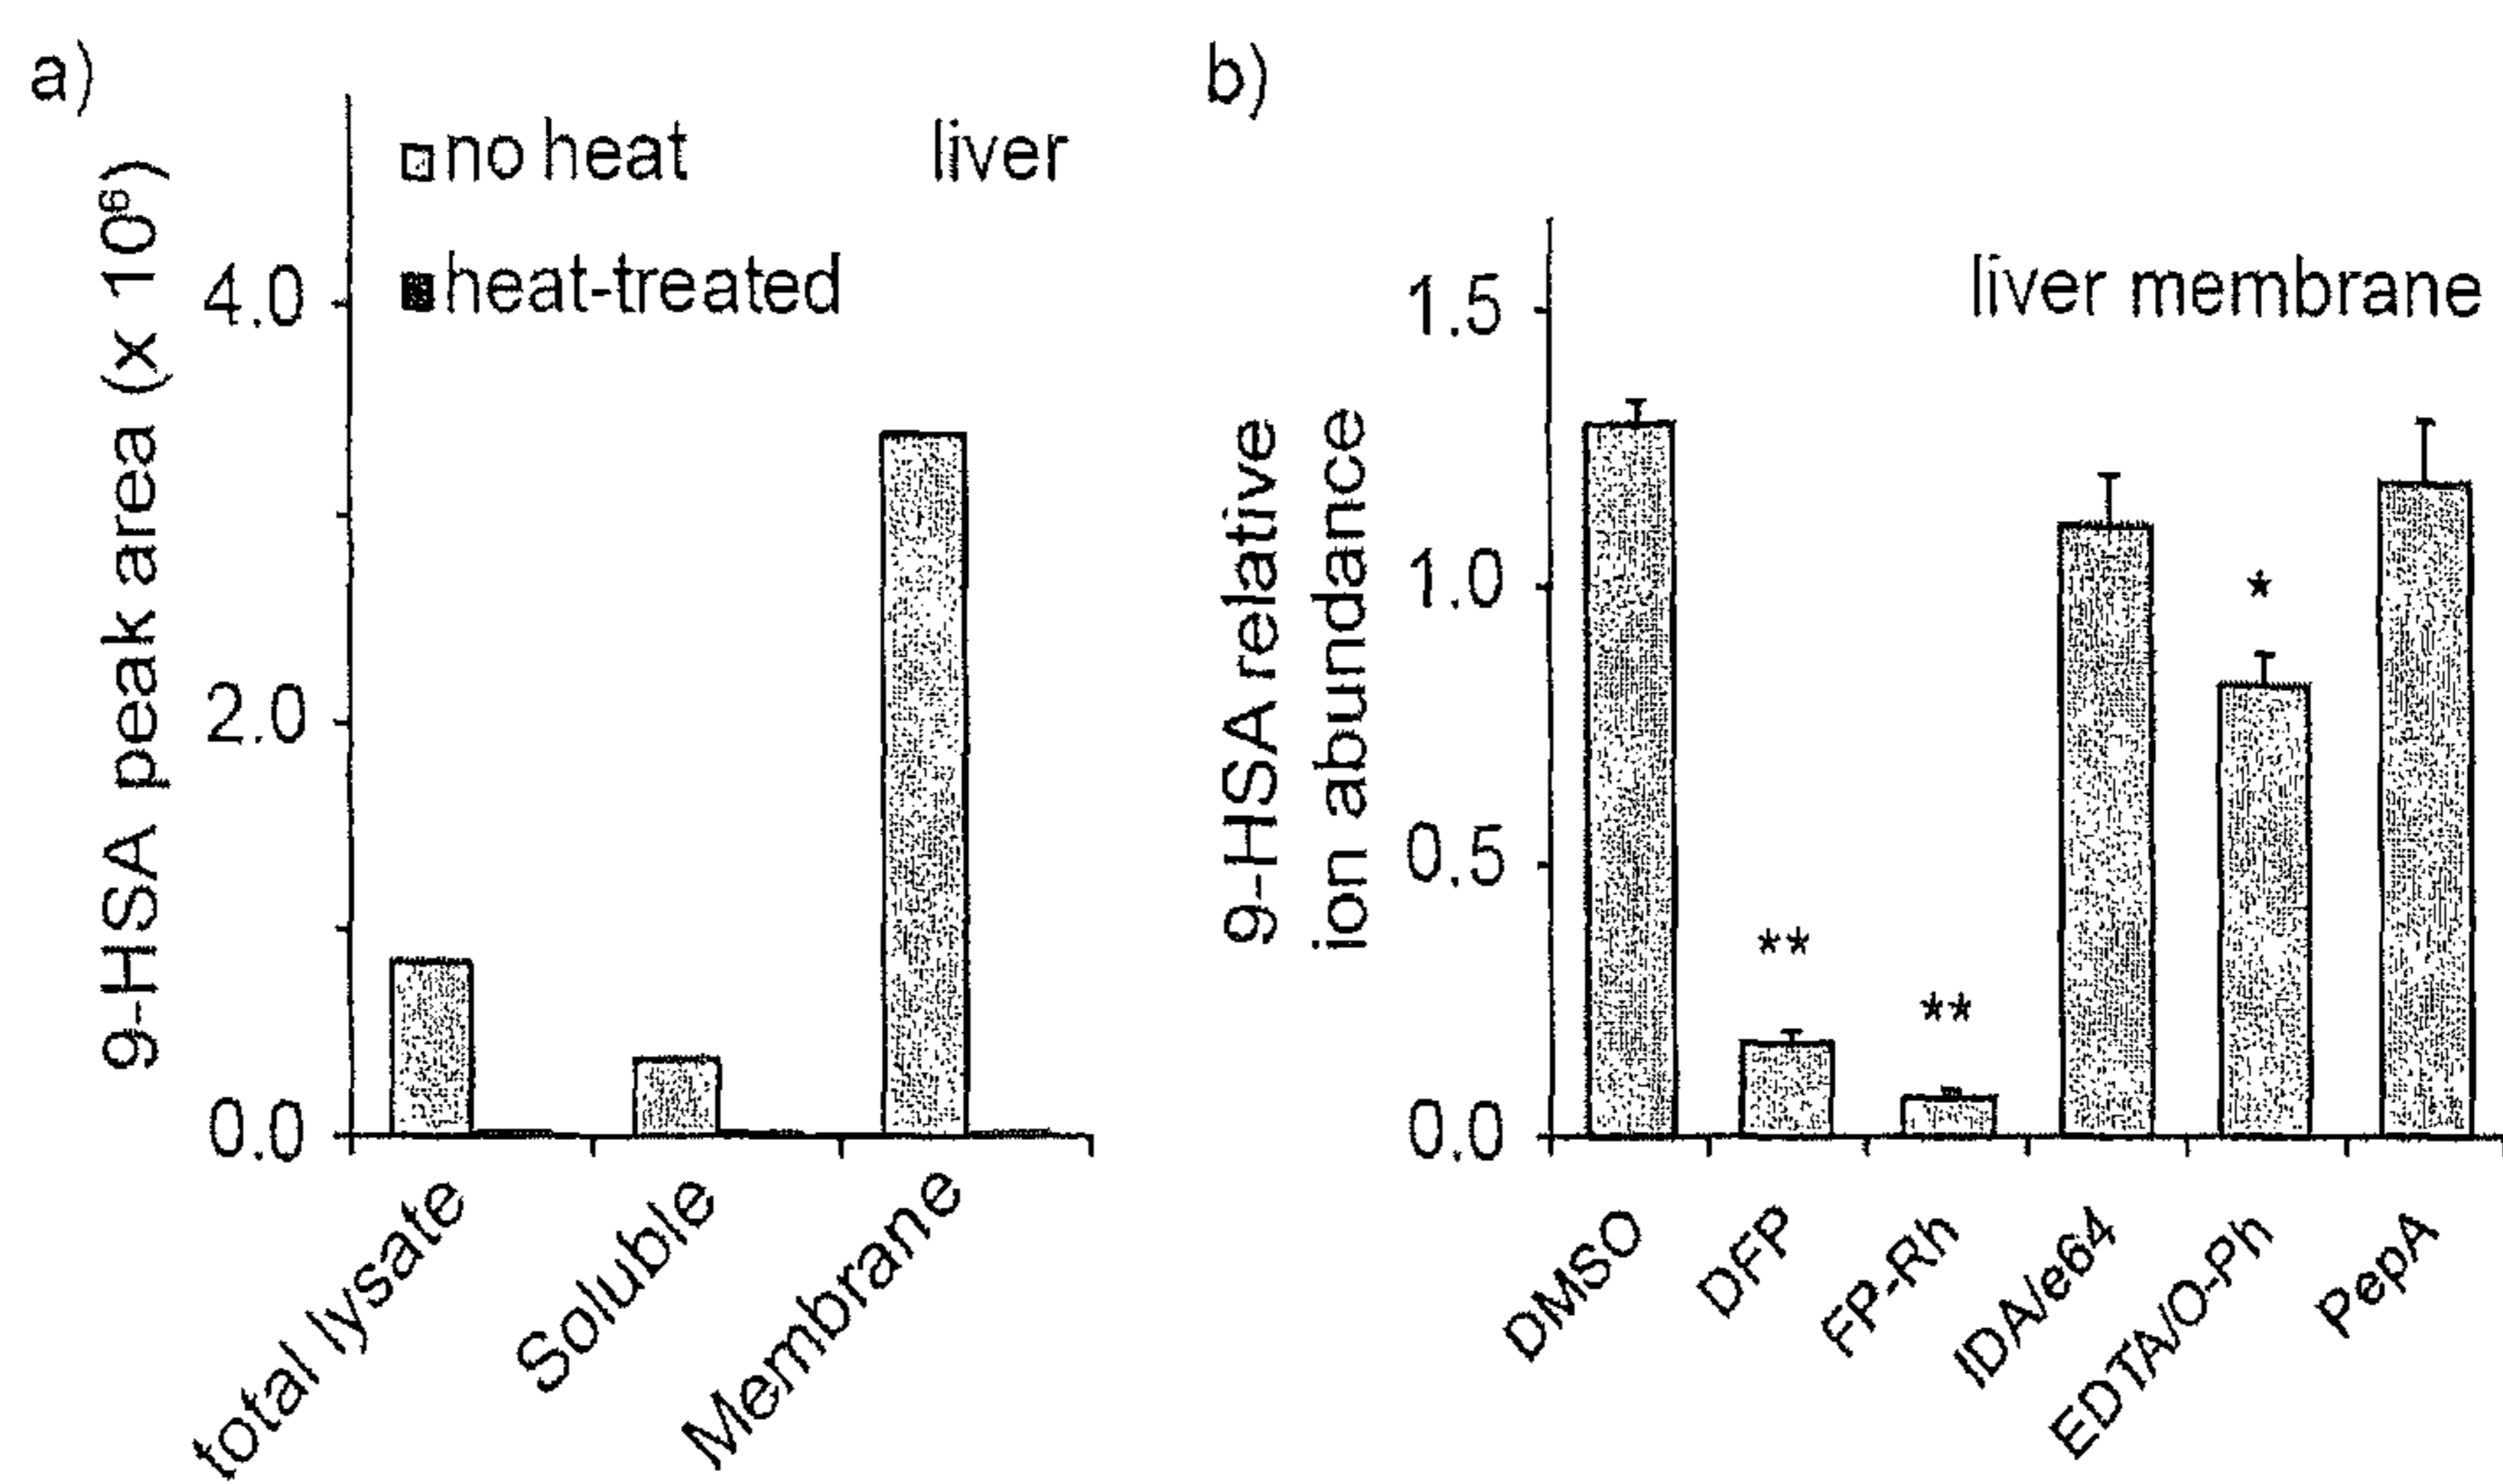 a)
no heat
liver
heat-treated
9-HSA peak area (x 10⁶)
4.0
2.0
0.0
total lysate
Soluble
Membrane
b)
liver membrane
9-HSA relative
ion abundance
1.5
1.0
0.5
0.0
**
**
*
DMSO
DFP
FP-Rh
IDA/e64
EDTA/O-Ph
PepA